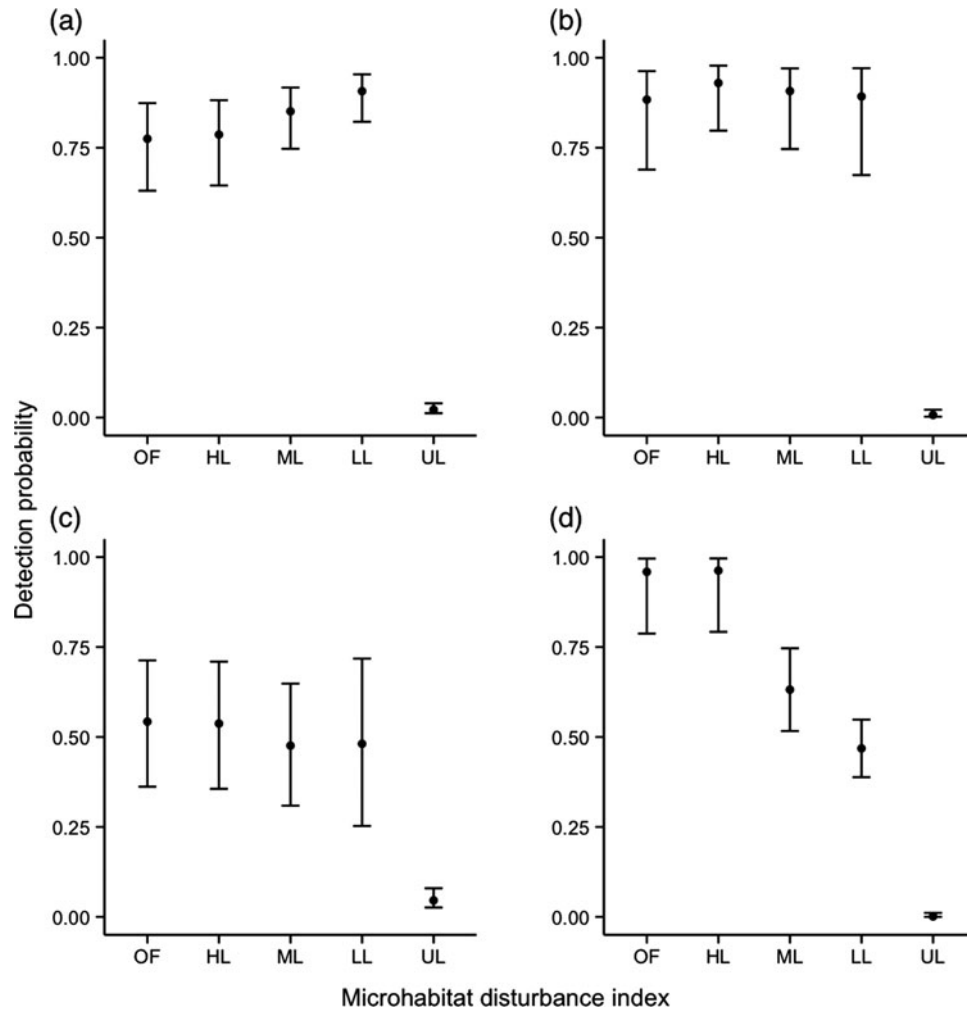 (a)
1.00
0.75
0.50
0.25
0.00
OF HL ML LL UL
(b)
1.00
0.75
0.50
0.25
0.00
OF HL ML LL UL
(c)
1.00
0.75
0.50
0.25
0.00
OF HL ML LL UL
(d)
1.00
0.75
0.50
0.25
0.00
OF HL ML LL UL
Detection probability
Microhabitat disturbance index